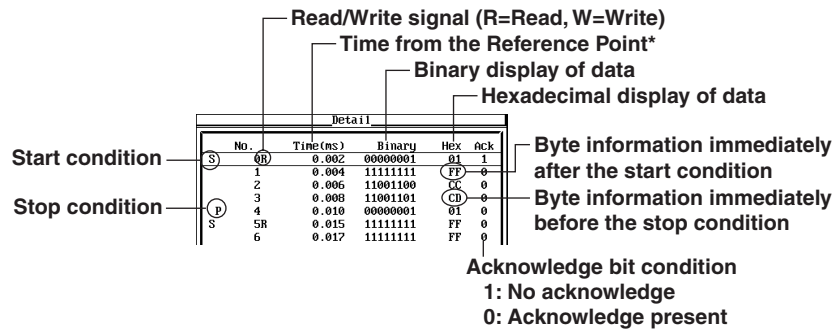 Read/Write signal (R=Read, W=Write)
Time from the Reference Point*
Binary display of data
Hexadecimal display of data
Detail
No. Time(ms) Binary Hex Ack
S 0R 0.002 00000001 01 1
1 0.004 11111111 FF 0
2 0.006 11001100 CC 0
3 0.008 11001101 CD 0
P 4 0.010 00000001 01 0
S 5R 0.015 11111111 FF 0
6 0.017 11111111 FF 0
Start condition
Stop condition
Byte information immediately
after the start condition
Byte information immediately
before the stop condition
Acknowledge bit condition
1: No acknowledge
0: Acknowledge present